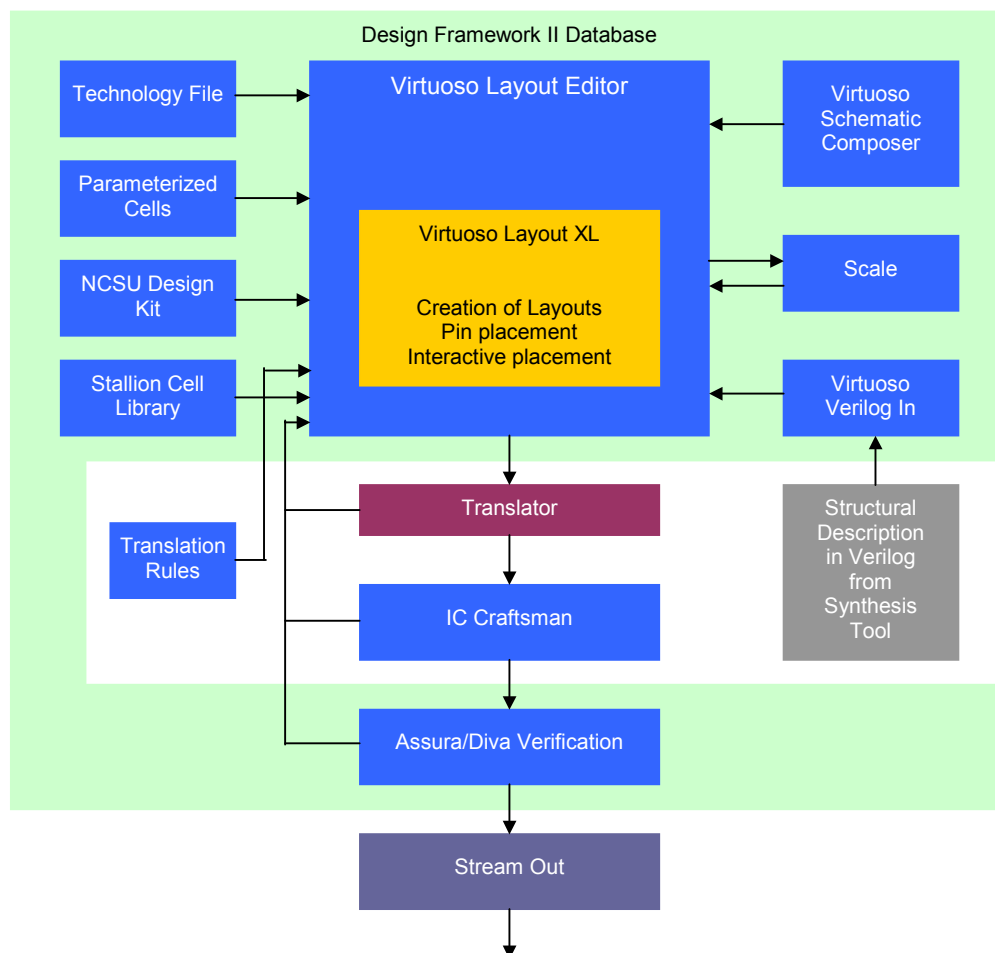 Design Framework II Database
Technology File
Virtuoso Layout Editor
Virtuoso
Schematic
Composer
Parameterized
Cells
Virtuoso Layout XL
Creation of Layouts
Pin placement
Interactive placement
NCSU Design
Kit
Scale
Stallion Cell
Library
Virtuoso
Verilog In
Translator
Translation
Rules
Structural
Description
in Verilog
from
Synthesis
Tool
IC Craftsman
Assura/Diva Verification
Stream Out